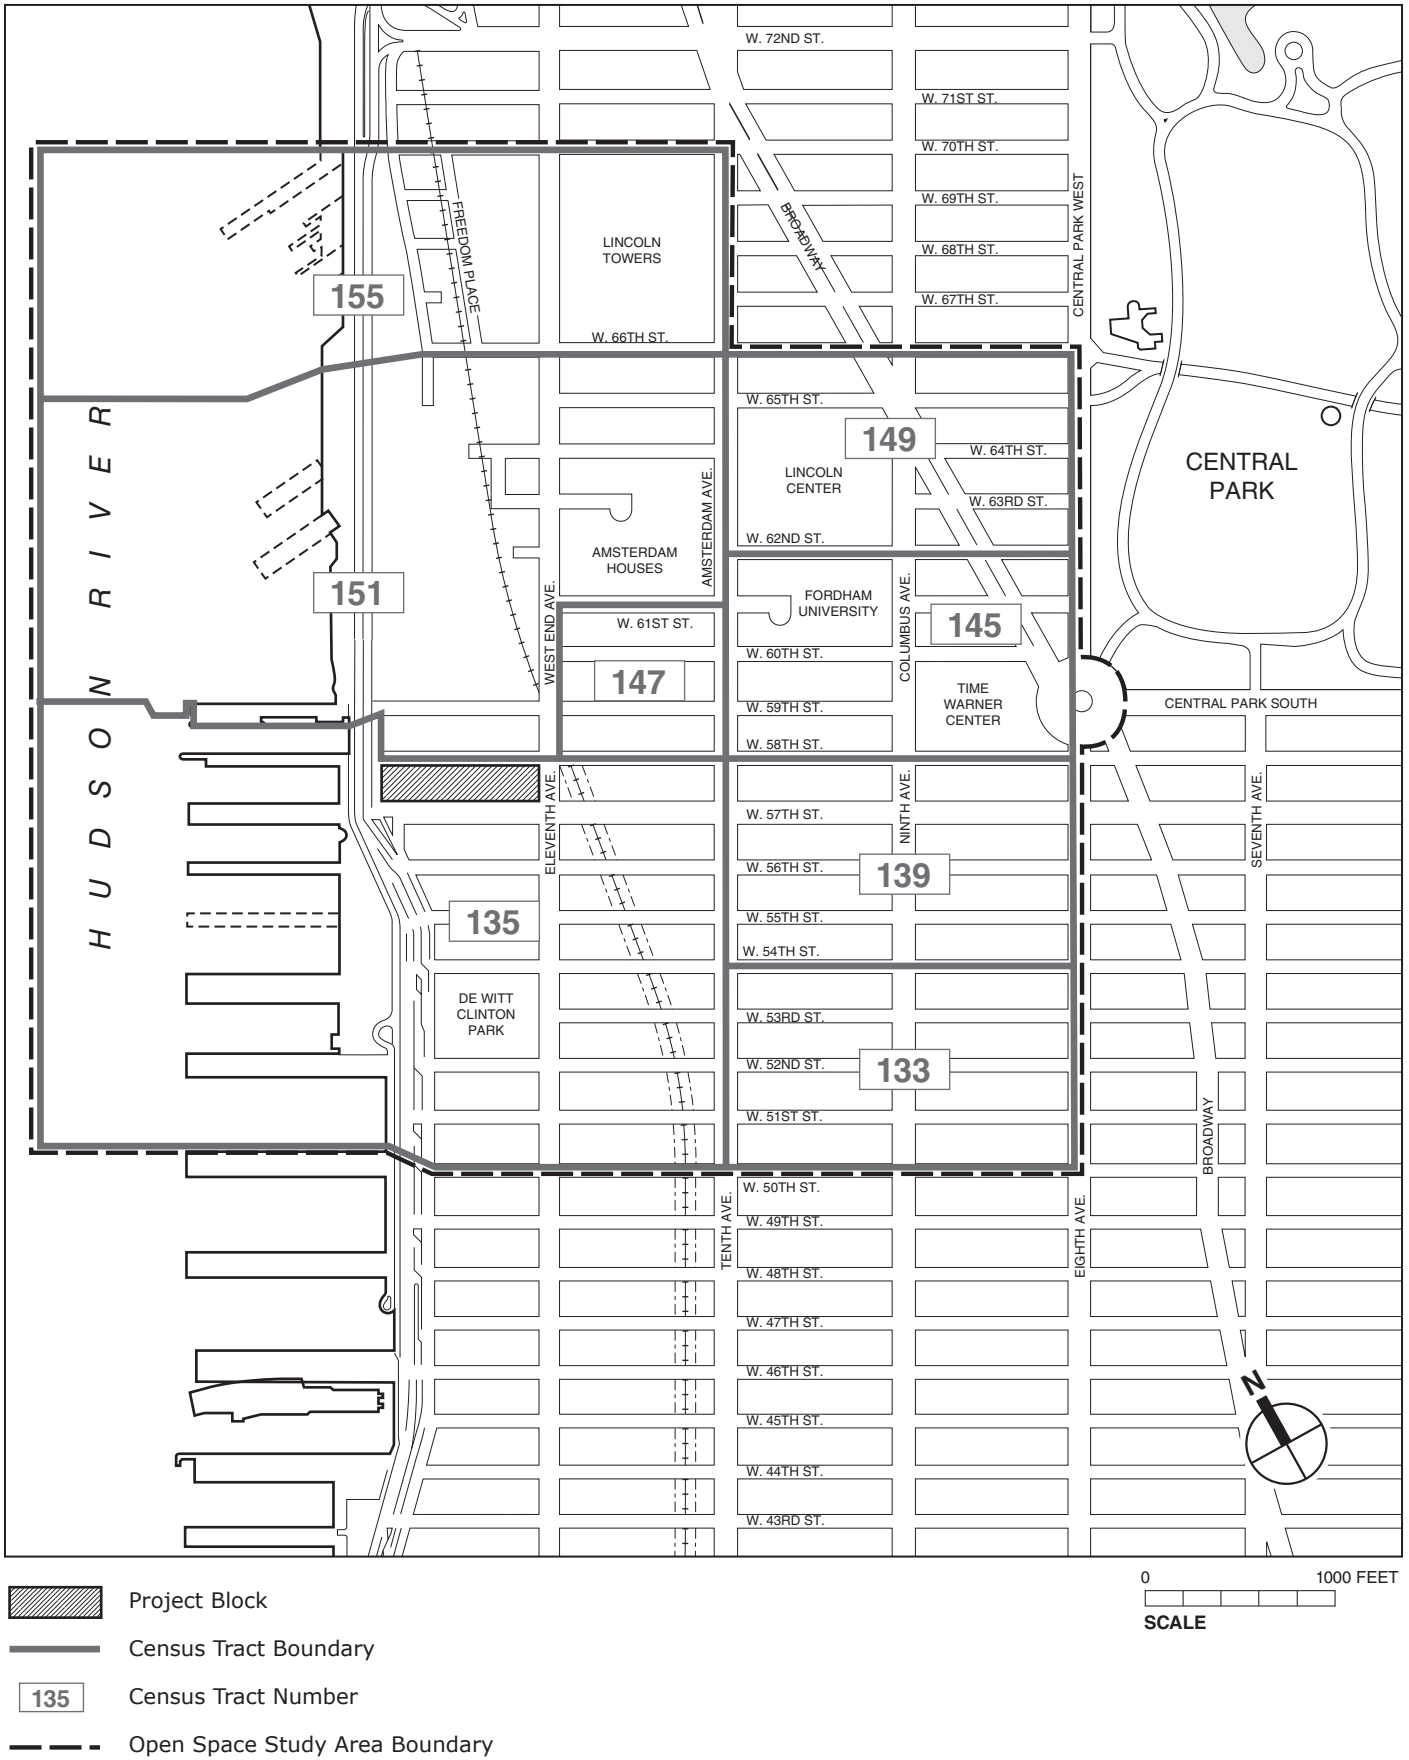 W. 72ND ST.
W. 71ST ST.
W. 70TH ST.
W. 69TH ST.
W. 68TH ST.
W. 67TH ST.
CENTRAL PARK WEST
BROADWAY
FREEDOM PLACE
LINCOLN
TOWERS
155
W. 66TH ST.
W. 65TH ST.
149
W. 64TH ST.
LINCOLN
CENTER
W. 63RD ST.
W. 62ND ST.
CENTRAL
PARK
HUDSON RIVER
AMSTERDAM AVE.
AMSTERDAM
HOUSES
151
WEST END AVE.
FORDHAM
UNIVERSITY
COLUMBUS AVE.
145
W. 61ST ST.
W. 60TH ST.
147
TIME
WARNER
CENTER
W. 59TH ST.
CENTRAL PARK SOUTH
W. 58TH ST.
ELEVENTH AVE.
NINTH AVE.
SEVENTH AVE.
W. 57TH ST.
W. 56TH ST.
139
135
W. 55TH ST.
W. 54TH ST.
DE WITT
CLINTON
PARK
W. 53RD ST.
W. 52ND ST.
133
W. 51ST ST.
BROADWAY
W. 50TH ST.
TENTH AVE.
EIGHTH AVE.
W. 49TH ST.
W. 48TH ST.
W. 47TH ST.
W. 46TH ST.
N
W. 45TH ST.
W. 44TH ST.
W. 43RD ST.
0 1000 FEET
SCALE
Project Block
Census Tract Boundary
135 Census Tract Number
Open Space Study Area Boundary